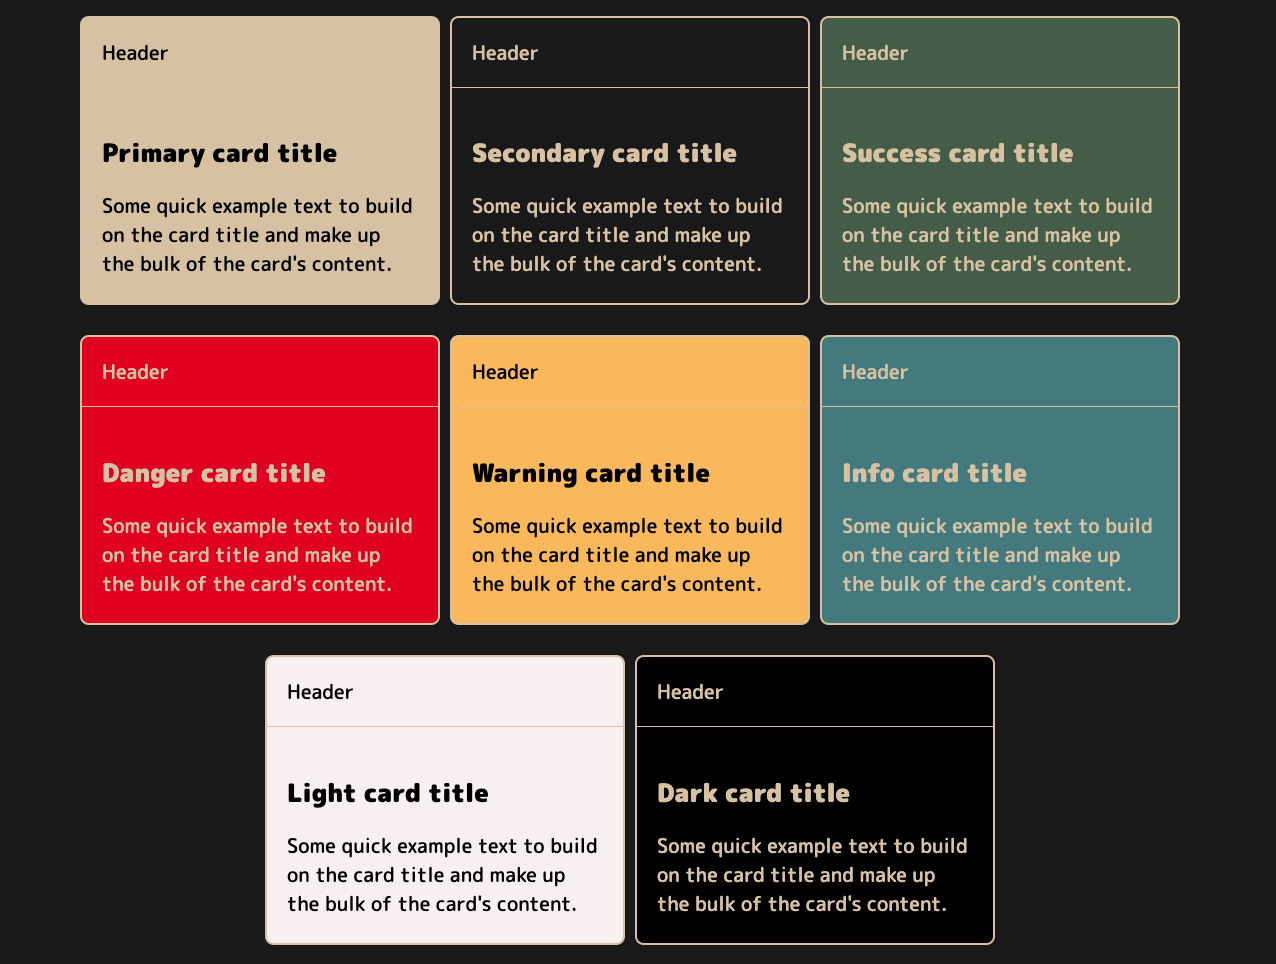 Header
Primary card title
Some quick example text to build
on the card title and make up
the bulk of the card's content.
Header
Secondary card title
Some quick example text to build
on the card title and make up
the bulk of the card's content.
Header
Success card title
Some quick example text to build
on the card title and make up
the bulk of the card's content.
Header
Danger card title
Some quick example text to build
on the card title and make up
the bulk of the card's content.
Header
Warning card title
Some quick example text to build
on the card title and make up
the bulk of the card's content.
Header
Info card title
Some quick example text to build
on the card title and make up
the bulk of the card's content.
Header
Light card title
Some quick example text to build
on the card title and make up
the bulk of the card's content.
Header
Dark card title
Some quick example text to build
on the card title and make up
the bulk of the card's content.